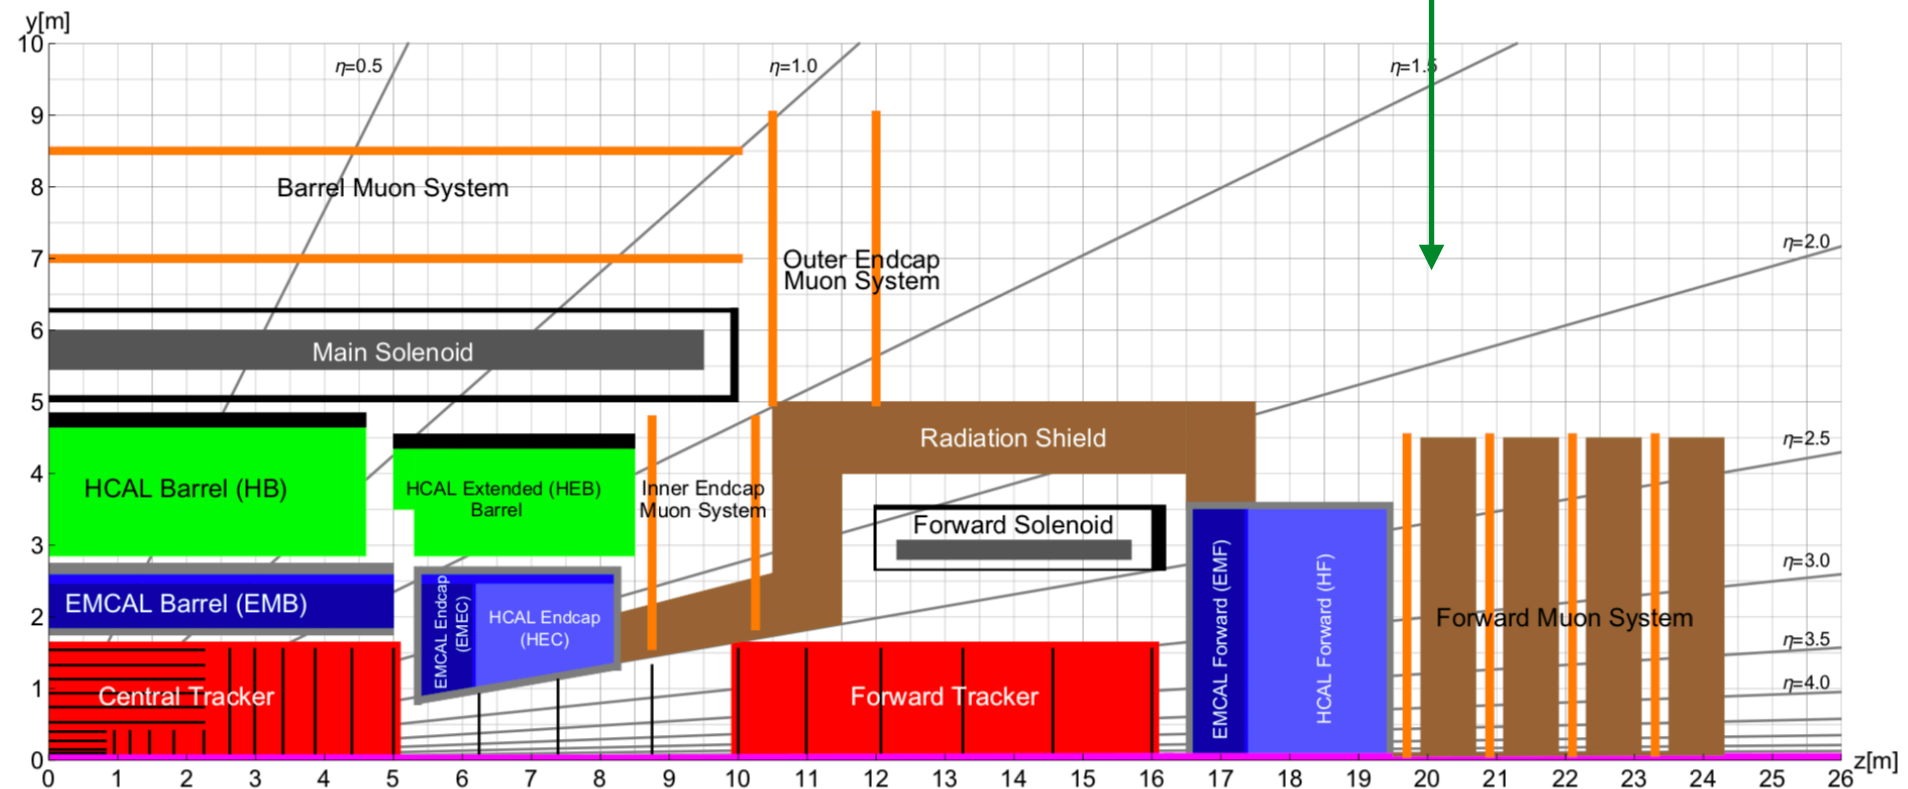 y[m]
10
η=0.5
η=1.0
η=1.5
9
8
Barrel Muon System
7
Outer Endcap
Muon System
η=2.0
6
Main Solenoid
5
Radiation Shield
η=2.5
4
HCAL Barrel (HB)
HCAL Extended (HEB)
Barrel
Inner Endcap
Muon System
Forward Solenoid
3
η=3.0
EMCAL Barrel (EMB)
EMCAL Endcap
(EMEC)
HCAL Endcap
(HEC)
EMCAL Forward (EMF)
HCAL Forward (HF)
2
Forward Muon System
η=3.5
1
Central Tracker
Forward Tracker
η=4.0
0
0 1 2 3 4 5 6 7 8 9 10 11 12 13 14 15 16 17 18 19 20 21 22 23 24 25 26
z[m]